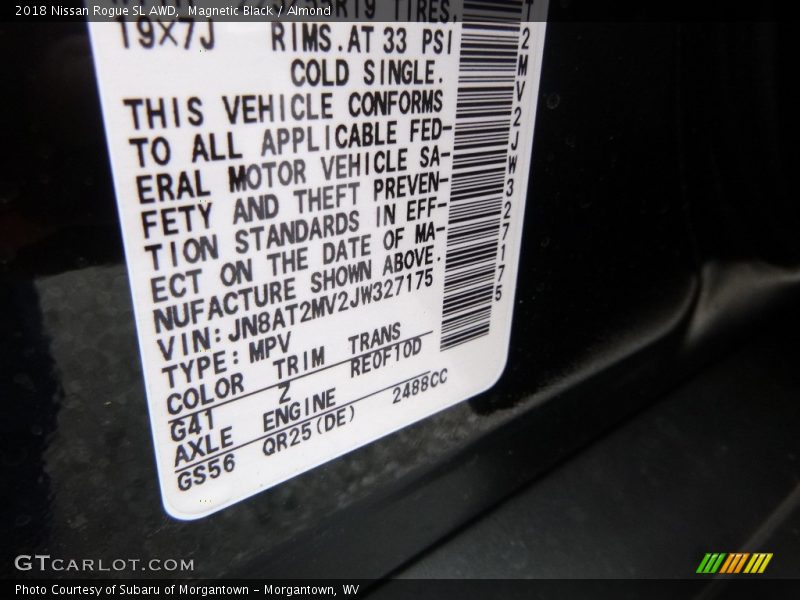 2018 Nissan Rogue SL AWD,  Magnetic Black / Almond
TIRES,
19X7J RIMS.AT 33 PSI
COLD SINGLE.
THIS VEHICLE CONFORMS
TO ALL APPLICABLE FED-
ERAL MOTOR VEHICLE SA-
FETY AND THEFT PREVEN-
TION STANDARDS IN EFF-
ECT ON THE DATE OF MA-
NUFACTURE SHOWN ABOVE.
VIN: JN8AT2MV2JW327175
TYPE: MPV
COLOR TRIM TRANS
G41 Z RE0F10D
AXLE ENGINE
GS56 QR25(DE) 2488CC
T2MV2JW327175
GTCARLOT.COM
Photo Courtesy of Subaru of Morgantown - Morgantown, WV